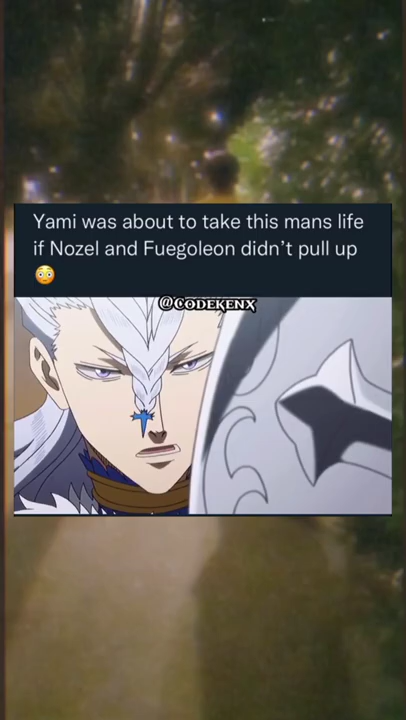 Yami was about to take this mans life
if Nozel and Fuegoleon didn’t pull up
😳
@CODEKENX